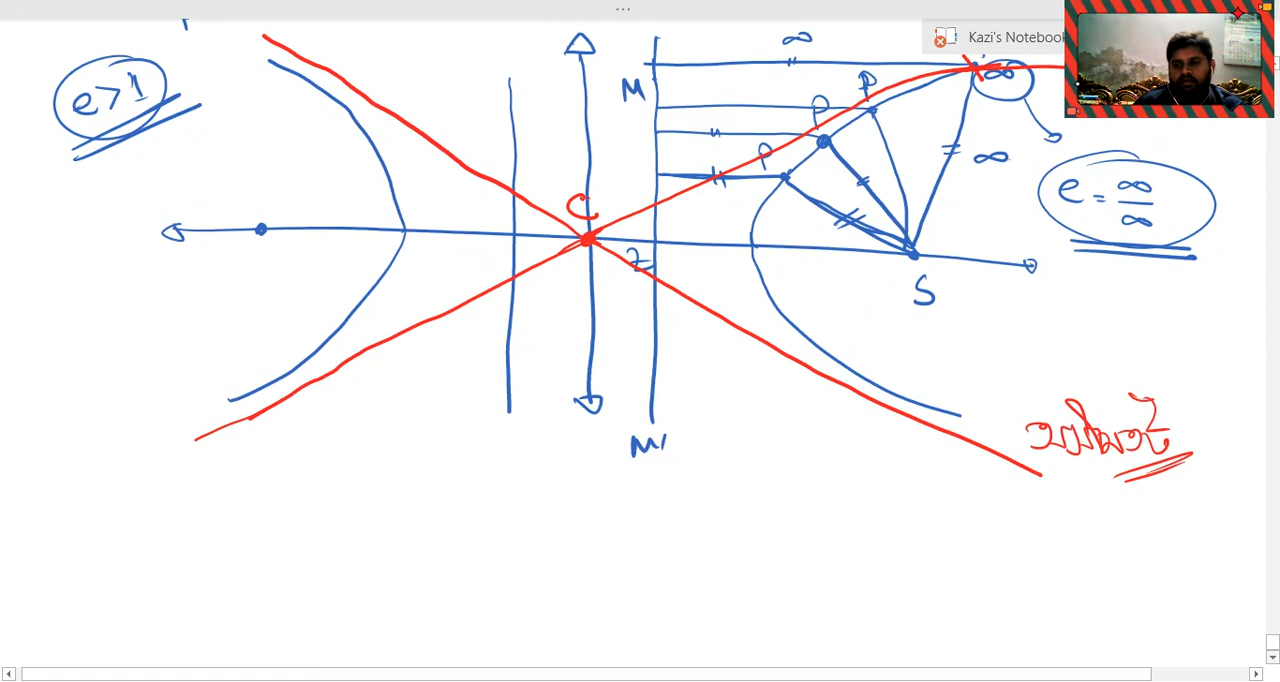 Kazi's Notebook
∞
e>1
M
P
P
P
∞
= ∞
e = ∞/∞
C
Z
S
M'